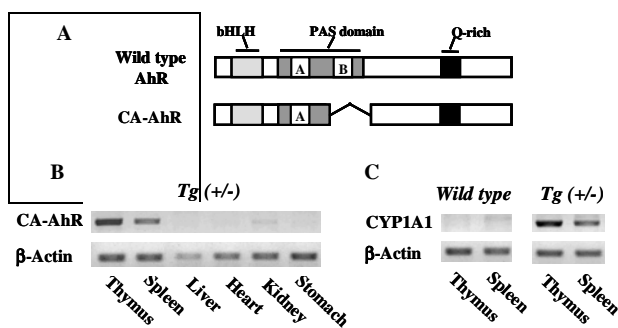 A
bHLH PAS domain Q-rich
Wild type
AhR
A B
CA-AhR
A
B
Tg (+/-)
CA-AhR
β-Actin
Thymus Spleen Liver Heart Kidney Stomach
C
Wild type Tg (+/-)
CYP1A1
β-Actin
Thymus Spleen Thymus Spleen